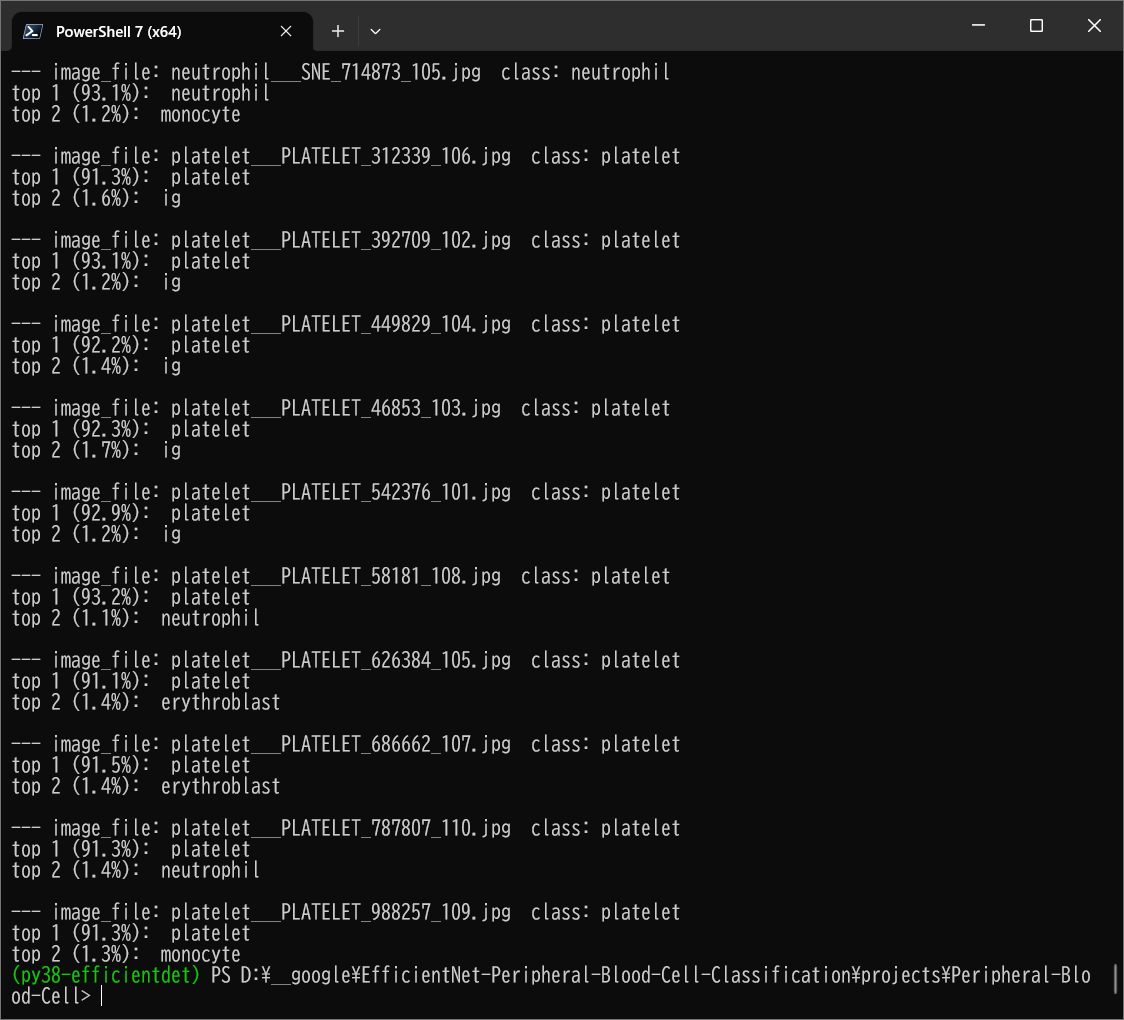 PowerShell 7 (x64)
--- image_file: neutrophil___SNE_714873_105.jpg  class: neutrophil
top 1 (93.1%):  neutrophil
top 2 (1.2%):  monocyte
--- image_file: platelet___PLATELET_312339_106.jpg  class: platelet
top 1 (91.3%):  platelet
top 2 (1.6%):  ig
--- image_file: platelet___PLATELET_392709_102.jpg  class: platelet
top 1 (93.1%):  platelet
top 2 (1.2%):  ig
--- image_file: platelet___PLATELET_449829_104.jpg  class: platelet
top 1 (92.2%):  platelet
top 2 (1.4%):  ig
--- image_file: platelet___PLATELET_46853_103.jpg  class: platelet
top 1 (92.3%):  platelet
top 2 (1.7%):  ig
--- image_file: platelet___PLATELET_542376_101.jpg  class: platelet
top 1 (92.9%):  platelet
top 2 (1.2%):  ig
--- image_file: platelet___PLATELET_58181_108.jpg  class: platelet
top 1 (93.2%):  platelet
top 2 (1.1%):  neutrophil
--- image_file: platelet___PLATELET_626384_105.jpg  class: platelet
top 1 (91.1%):  platelet
top 2 (1.4%):  erythroblast
--- image_file: platelet___PLATELET_686662_107.jpg  class: platelet
top 1 (91.5%):  platelet
top 2 (1.4%):  erythroblast
--- image_file: platelet___PLATELET_787807_110.jpg  class: platelet
top 1 (91.3%):  platelet
top 2 (1.4%):  neutrophil
--- image_file: platelet___PLATELET_988257_109.jpg  class: platelet
top 1 (91.3%):  platelet
top 2 (1.3%):  monocyte
(py38-efficientdet) PS D:¥__google¥EfficientNet-Peripheral-Blood-Cell-Classification¥projects¥Peripheral-Blo
od-Cell>